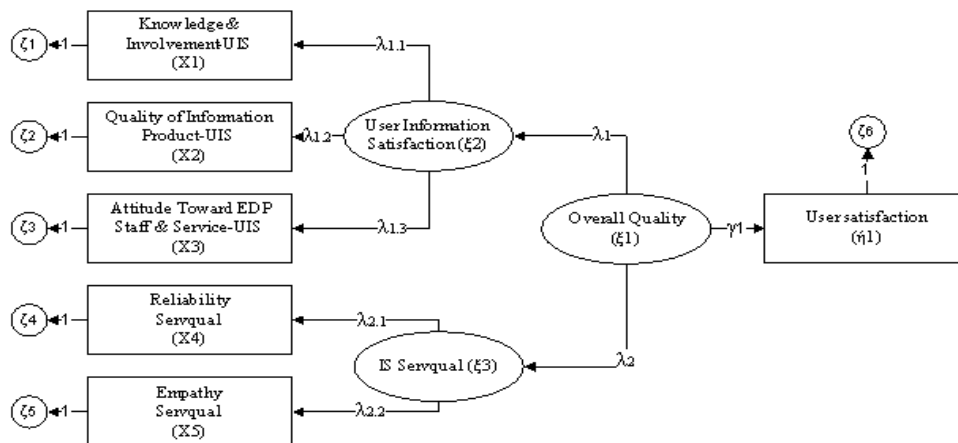 ζ1
1
Knowledge &
Involvement-UIS
(X1)
λ1.1
ζ2
1
Quality of Information
Product-UIS
(X2)
λ1.2
User Information
Satisfaction (ξ2)
λ1
ζ3
1
Attitude Toward EDP
Staff & Service-UIS
(X3)
λ1.3
Overall Quality
(ξ1)
γ1
User satisfaction
(ή1)
1
ζ6
ζ4
1
Reliability
Servqual
(X4)
λ2.1
IS Servqual (ξ3)
λ2
ζ5
1
Empathy
Servqual
(X5)
λ2.2